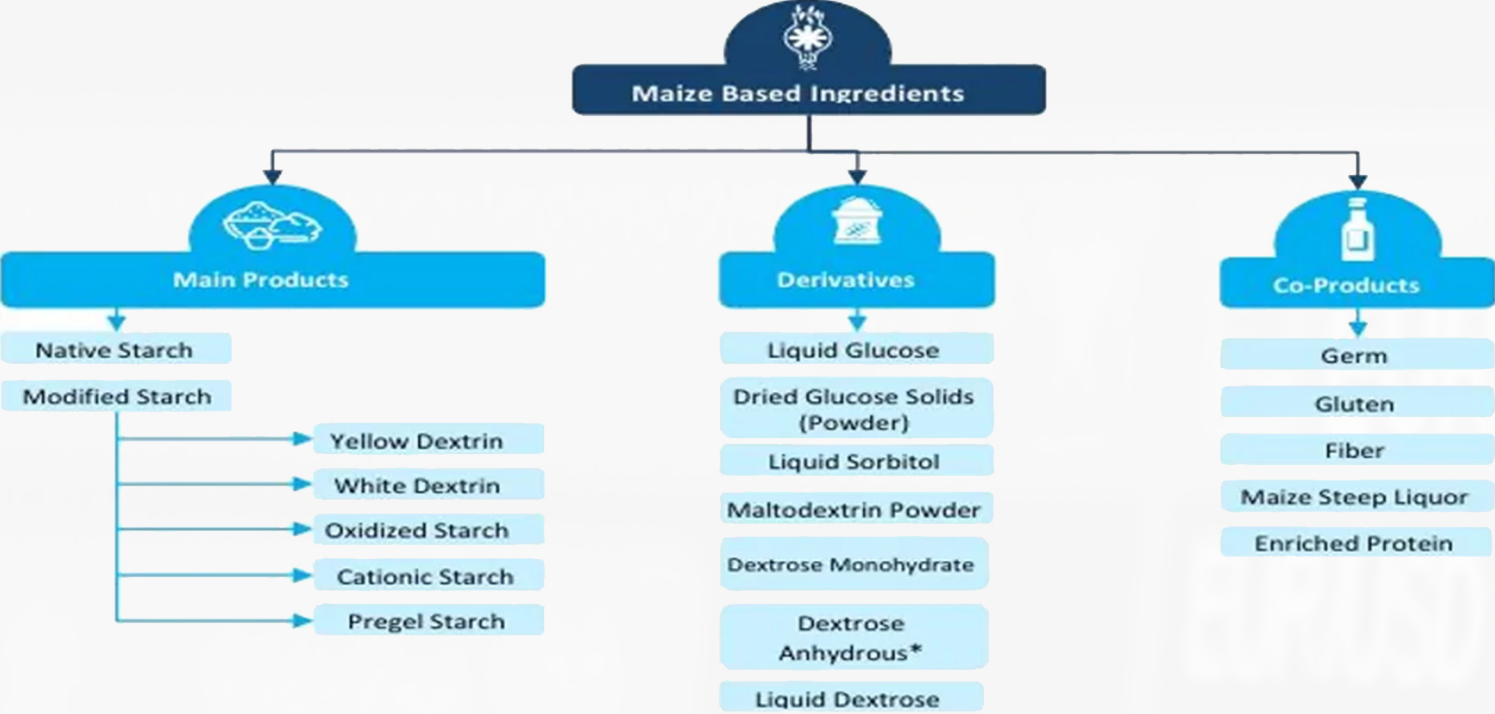 Maize Based Ingredients
Main Products
Native Starch
Modified Starch
Yellow Dextrin
White Dextrin
Oxidized Starch
Cationic Starch
Pregel Starch
Derivatives
Liquid Glucose
Dried Glucose Solids
(Powder)
Liquid Sorbitol
Maltodextrin Powder
Dextrose Monohydrate
Dextrose
Anhydrous*
Liquid Dextrose
Co-Products
Germ
Gluten
Fiber
Maize Steep Liquor
Enriched Protein